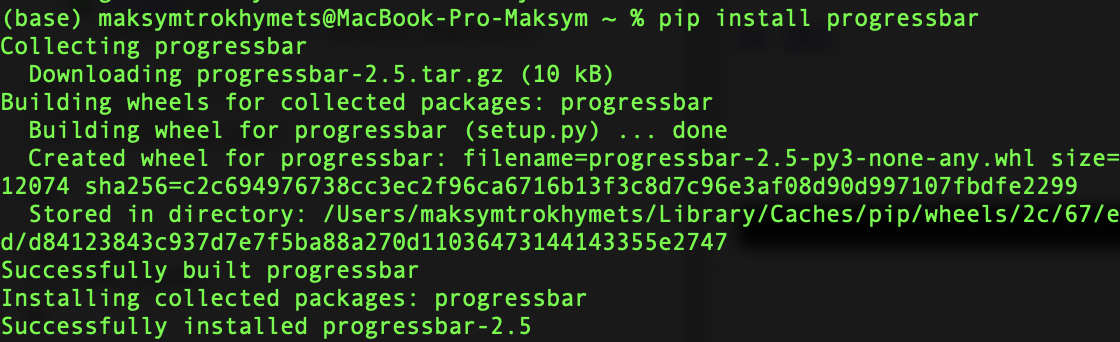 (base) maksymtrokhymets@MacBook-Pro-Maksym ~ % pip install progressbar
Collecting progressbar
  Downloading progressbar-2.5.tar.gz (10 kB)
Building wheels for collected packages: progressbar
  Building wheel for progressbar (setup.py) ... done
  Created wheel for progressbar: filename=progressbar-2.5-py3-none-any.whl size=
12074 sha256=c2c694976738cc3ec2f96ca6716b13f3c8d7c96e3af08d90d997107fbdfe2299
  Stored in directory: /Users/maksymtrokhymets/Library/Caches/pip/wheels/2c/67/e
d/d84123843c937d7e7f5ba88a270d11036473144143355e2747
Successfully built progressbar
Installing collected packages: progressbar
Successfully installed progressbar-2.5